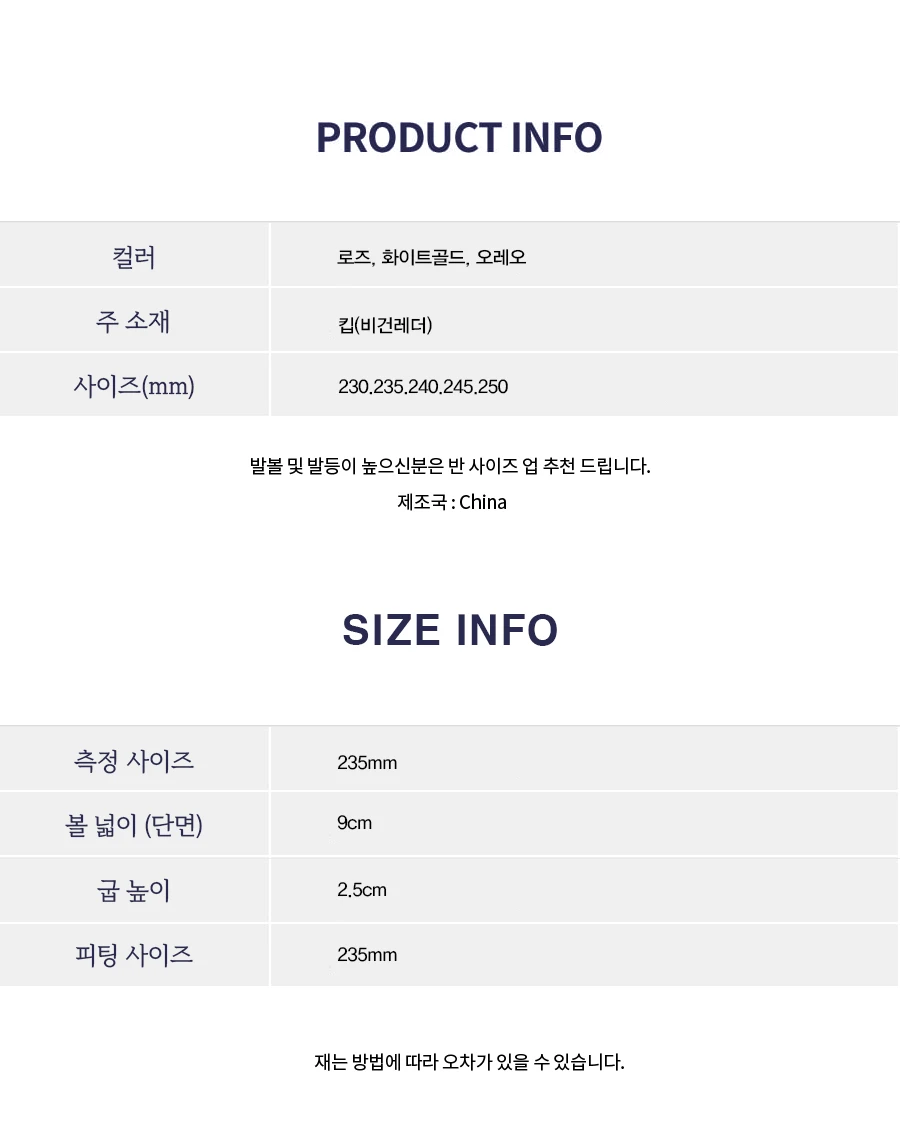 PRODUCT INFO
컬러 로즈, 화이트골드, 오레오
주 소재 킵(비건레더)
사이즈(mm) 230.235.240.245.250
발볼 및 발등이 높으신분은 반 사이즈 업 추천 드립니다.
제조국 : China
SIZE INFO
측정 사이즈 235mm
볼 넓이 (단면) 9cm
굽 높이 2.5cm
피팅 사이즈 235mm
재는 방법에 따라 오차가 있을 수 있습니다.